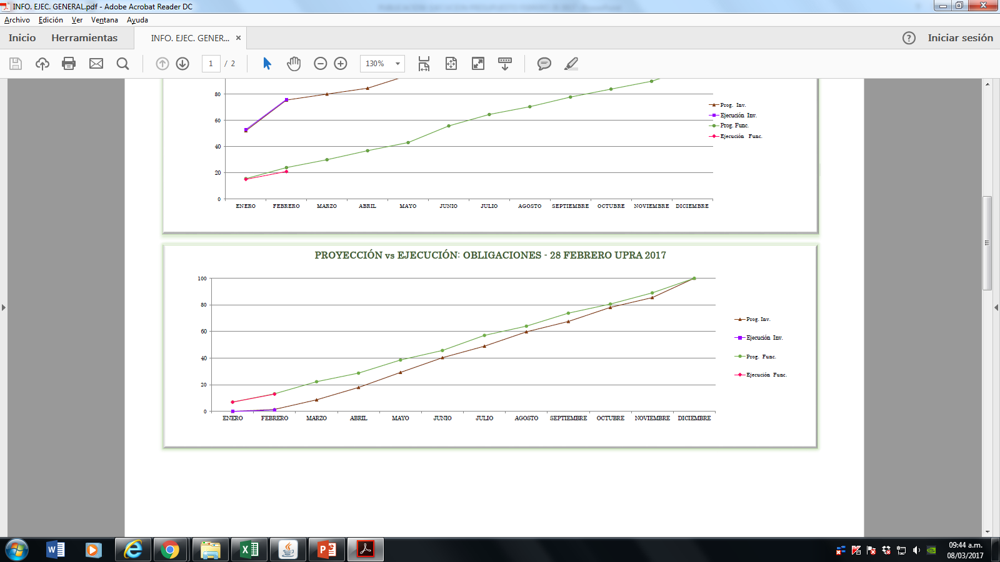 INFO. EJEC. GENERAL.pdf - Adobe Acrobat Reader DC
Archivo Edición Ver Ventana Ayuda
Inicio Herramientas INFO. EJEC. GENER... × ? Iniciar sesión
1 / 2 130%
80
60
40
20
0
ENERO FEBRERO MARZO ABRIL MAYO JUNIO JULIO AGOSTO SEPTIEMBRE OCTUBRE NOVIEMBRE DICIEMBRE
Prog. Inv.
Ejecución Inv.
Prog. Func.
Ejecución Func.
PROYECCIÓN vs EJECUCIÓN: OBLIGACIONES - 28 FEBRERO UPRA 2017
100
80
60
40
20
0
ENERO FEBRERO MARZO ABRIL MAYO JUNIO JULIO AGOSTO SEPTIEMBRE OCTUBRE NOVIEMBRE DICIEMBRE
Prog. Inv.
Ejecución Inv.
Prog. Func.
Ejecución Func.
09:44 a.m.
08/03/2017